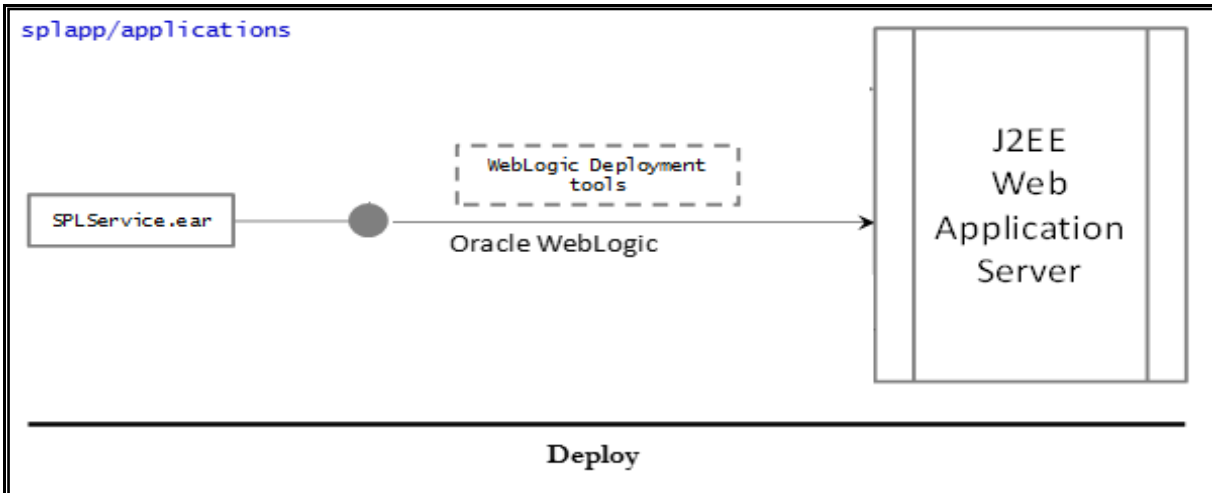 splapp/applications
WebLogic Deployment
tools
SPLService.ear
Oracle WebLogic
J2EE
Web
Application
Server
Deploy